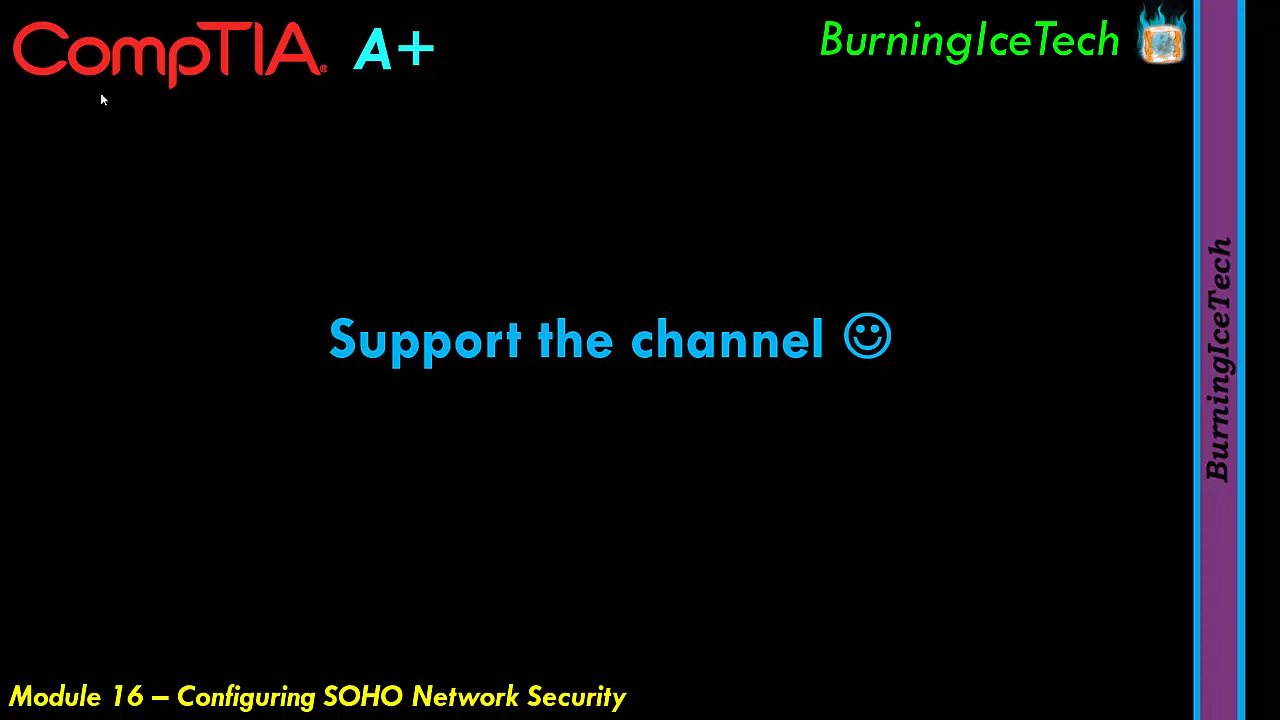 CompTIA® A+
BurningIceTech
Support the channel ☺
BurningIceTech
Module 16 – Configuring SOHO Network Security